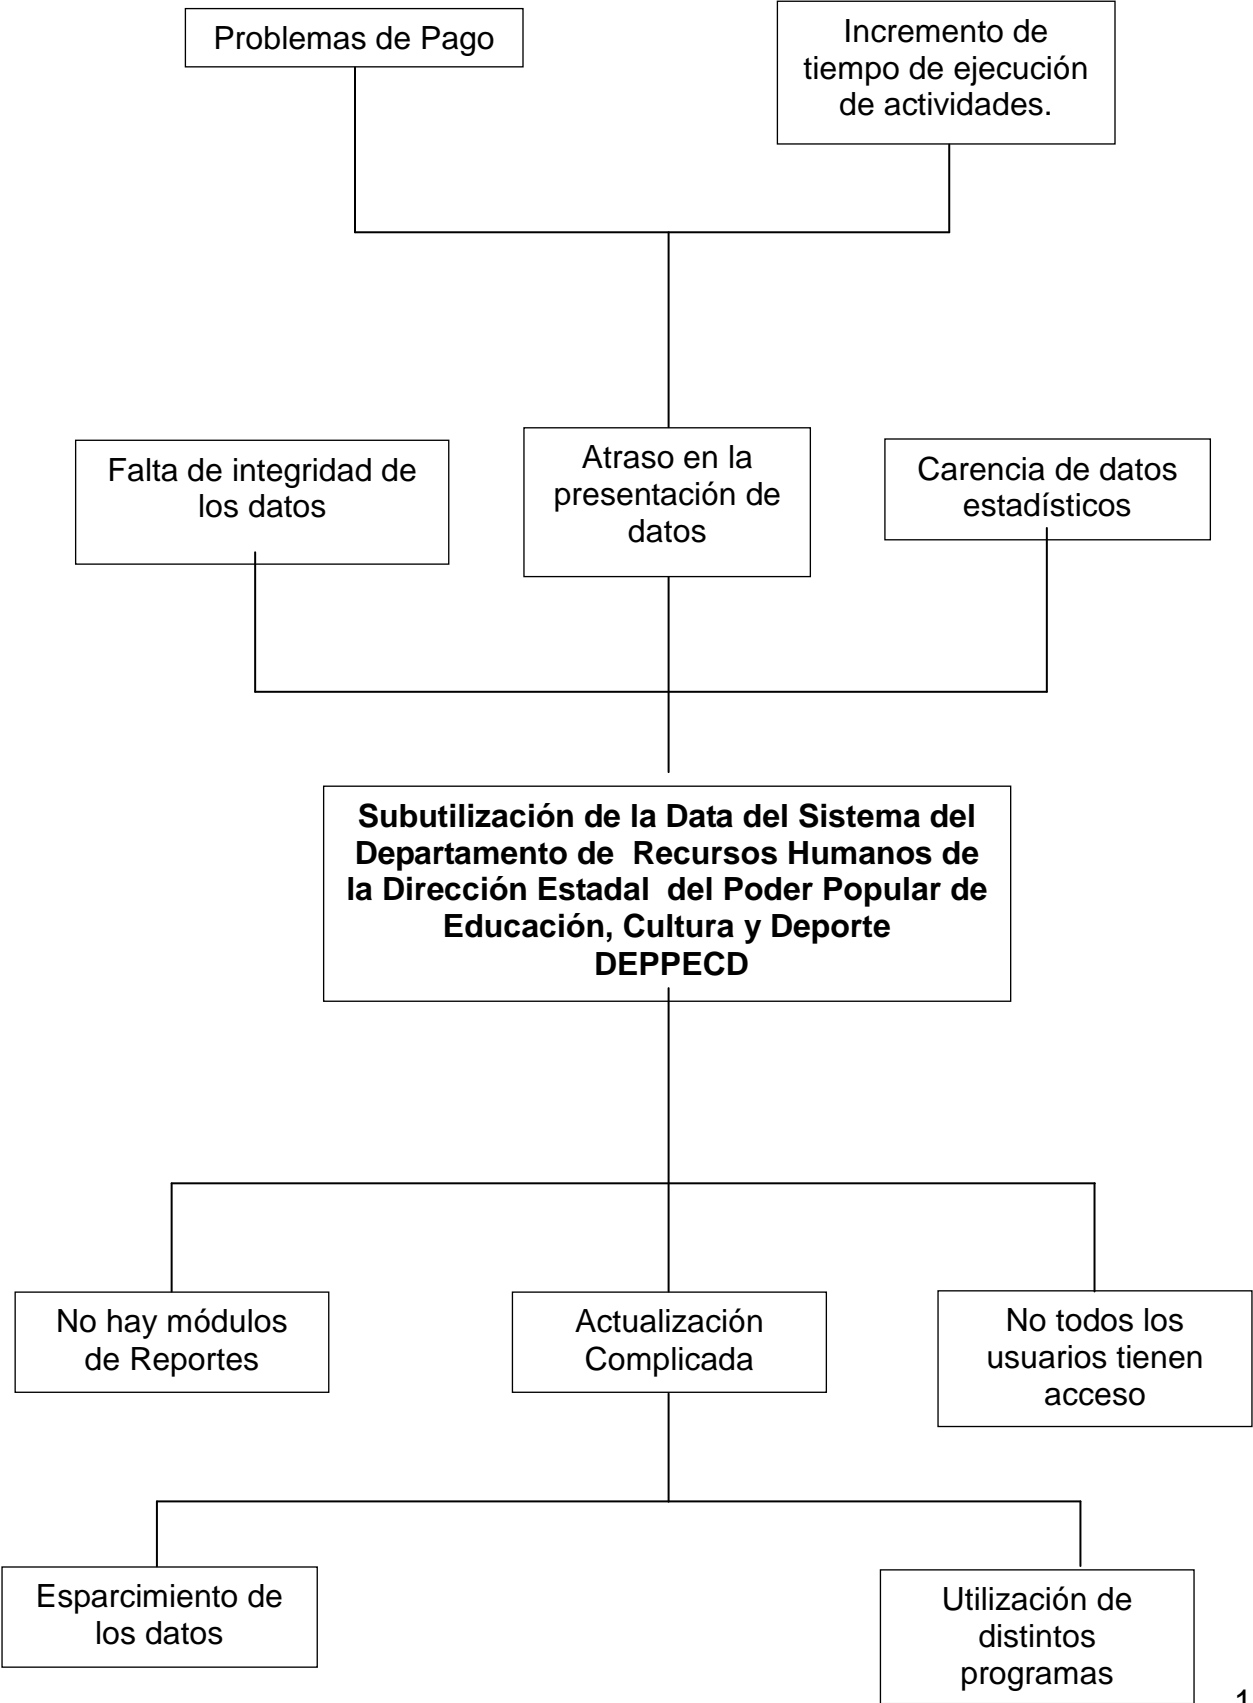 Problemas de Pago
Incremento de
tiempo de ejecución
de actividades.
Falta de integridad de
los datos
Atraso en la
presentación de
datos
Carencia de datos
estadísticos
Subutilización de la Data del Sistema del
Departamento de Recursos Humanos de
la Dirección Estadal del Poder Popular de
Educación, Cultura y Deporte
DEPPECD
No hay módulos
de Reportes
Actualización
Complicada
No todos los
usuarios tienen
acceso
Esparcimiento de
los datos
Utilización de
distintos
programas